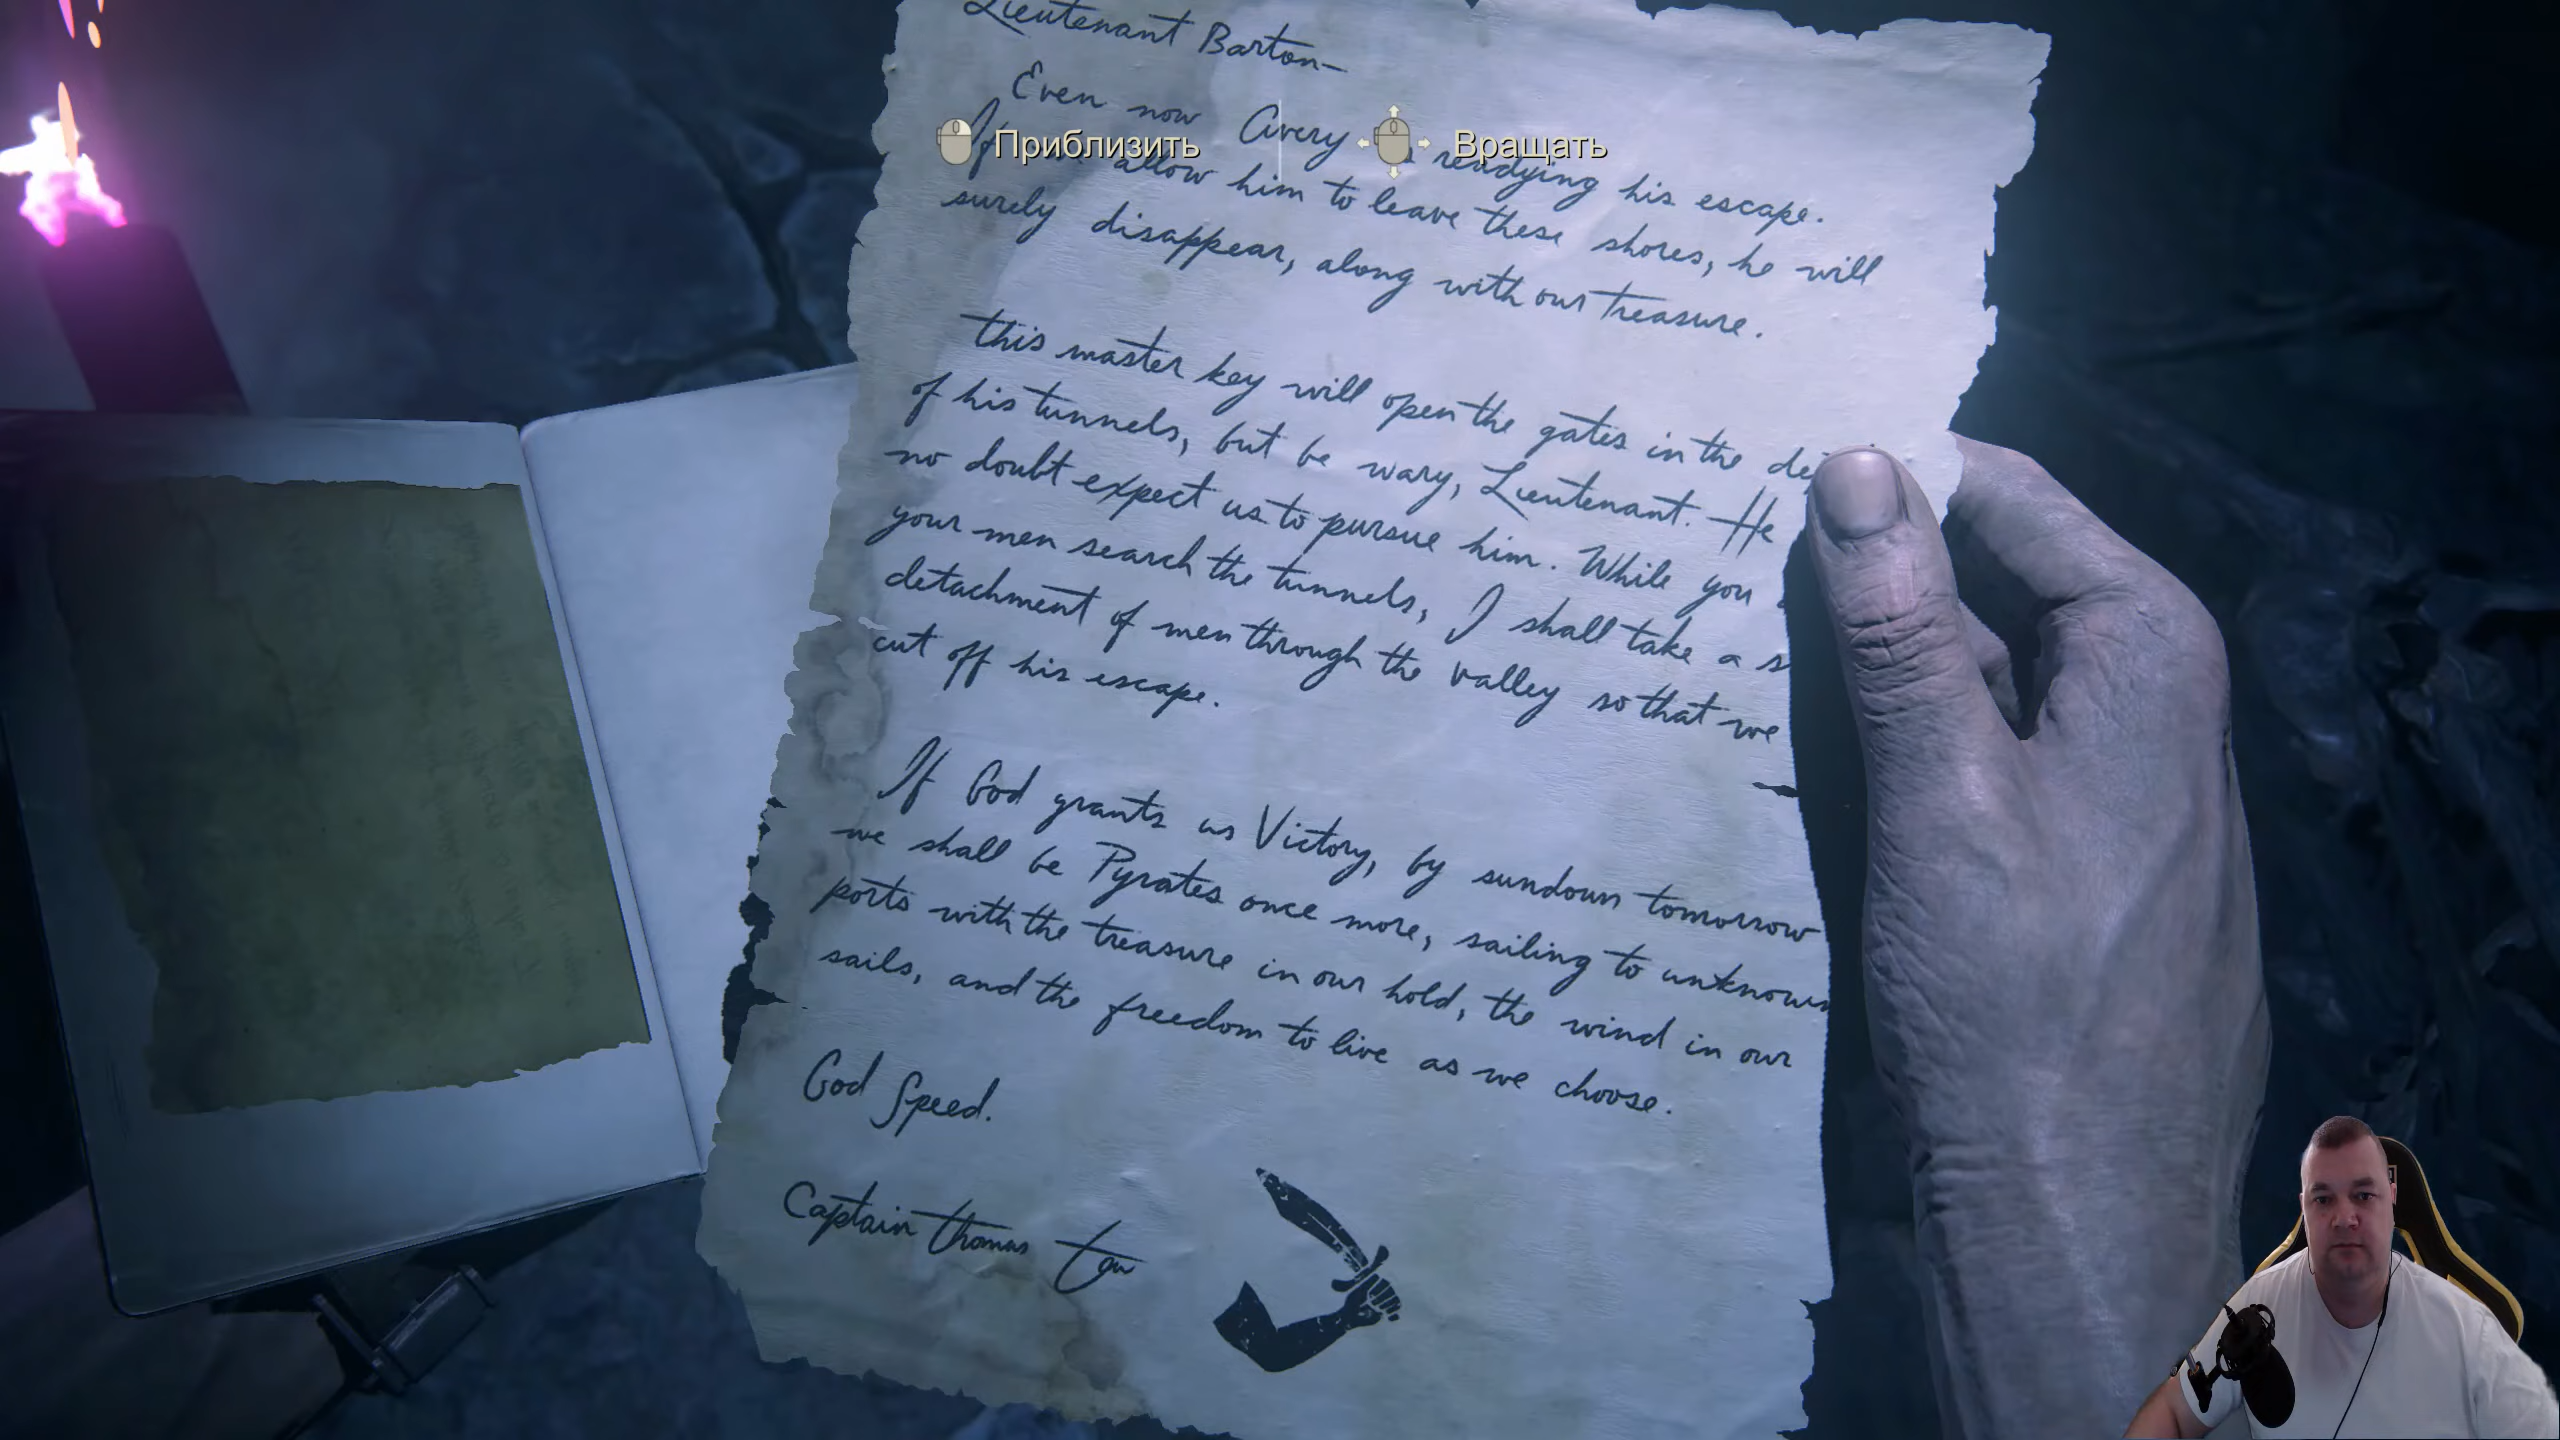 Lieutenant Barton—
Even now Avery readying his escape.
If allow him to leave these shores, he will
surely disappear, along with our treasure.
Приблизить
Вращать
this master key will open the gates in the
of his tunnels, but be wary, Lieutenant. He
no doubt expect us to pursue him. While you
your men search the tunnels, I shall take a
detachment of men through the valley so that we
cut off his escape.
If God grants us Victory, by sundown tomorrow
we shall be Pyrates once more, sailing to unknown
ports with the treasure in our hold, the wind in our
sails, and the freedom to live as we choose.
God Speed.
Captain Thomas Tew